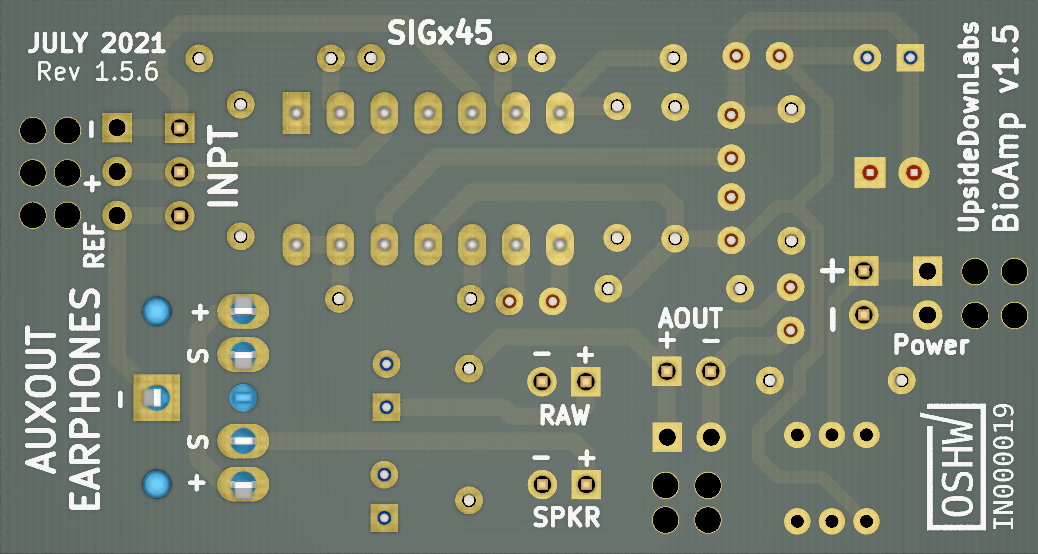 JULY 2021
Rev 1.5.6
SIGx45
UpsideDownLabs
BioAmp v1.5
INPT
−
+
REF
AUXOUT
EARPHONES
+
S
−
S
+
AOUT
+ −
− +
RAW
− +
SPKR
+
−
Power
OSHW
IN000019